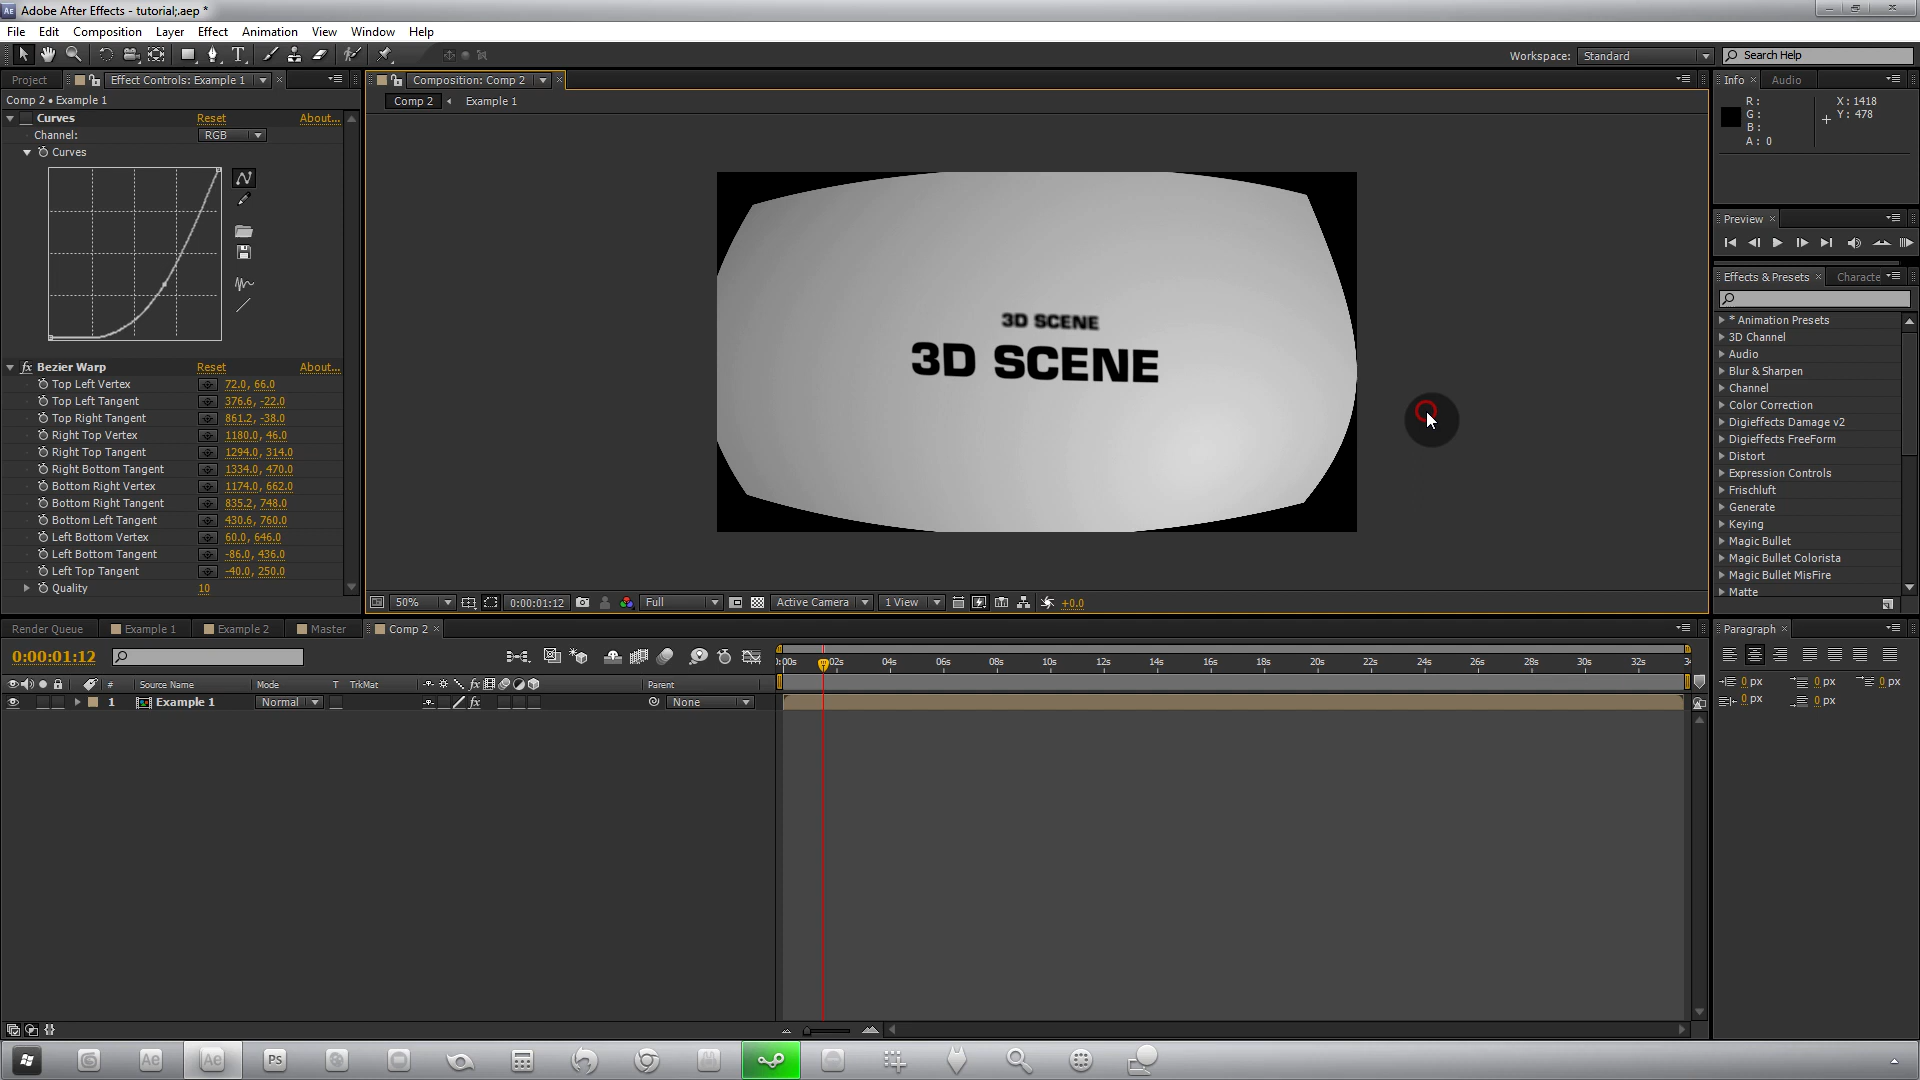 Adobe After Effects - tutorial;.aep *
File Edit Composition Layer Effect Animation View Window Help
Workspace: Standard Search Help
Project Effect Controls: Example 1
Composition: Comp 2
Info Audio
Comp 2 • Example 1
Comp 2 Example 1
R: X: 1418
G: Y: 478
B:
A: 0
Curves Reset About...
Channel: RGB
Curves
3D SCENE
3D SCENE
Preview
Effects & Presets Characte
* Animation Presets
3D Channel
Audio
Blur & Sharpen
Channel
Color Correction
Digieffects Damage v2
Digieffects FreeForm
Distort
Expression Controls
Frischluft
Generate
Keying
Magic Bullet
Magic Bullet Colorista
Magic Bullet MisFire
Matte
fx Bezier Warp Reset About...
Top Left Vertex 72.0, 66.0
Top Left Tangent 376.6, -22.0
Top Right Tangent 861.2, -38.0
Right Top Vertex 1180.0, 46.0
Right Top Tangent 1294.0, 314.0
Right Bottom Tangent 1334.0, 470.0
Bottom Right Vertex 1174.0, 662.0
Bottom Right Tangent 835.2, 748.0
Bottom Left Tangent 430.6, 760.0
Left Bottom Vertex 60.0, 646.0
Left Bottom Tangent -86.0, 436.0
Left Top Tangent -40.0, 250.0
Quality 10
50% 0:00:01:12 Full Active Camera 1 View +0.0
Render Queue Example 1 Example 2 Master Comp 2
Paragraph
0:00:01:12
:00s 02s 04s 06s 08s 10s 12s 14s 16s 18s 20s 22s 24s 26s 28s 30s 32s
0 px 0 px 0 px
0 px 0 px
# Source Name Mode T TrkMat fx Parent
1 Example 1 Normal fx None
Ae Ae Ps